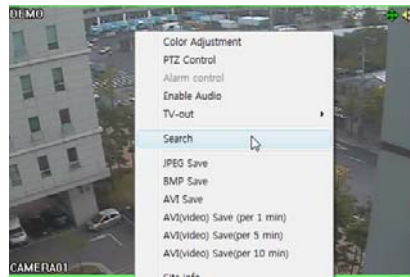 DEMO
Color Adjustment
PTZ Control
Alarm control
Enable Audio
TV-out
Search
JPEG Save
BMP Save
AVI Save
AVI(video) Save (per 1 min)
AVI(video) Save(per 5 min)
AVI(video) Save(per 10 min)
CAMERA01